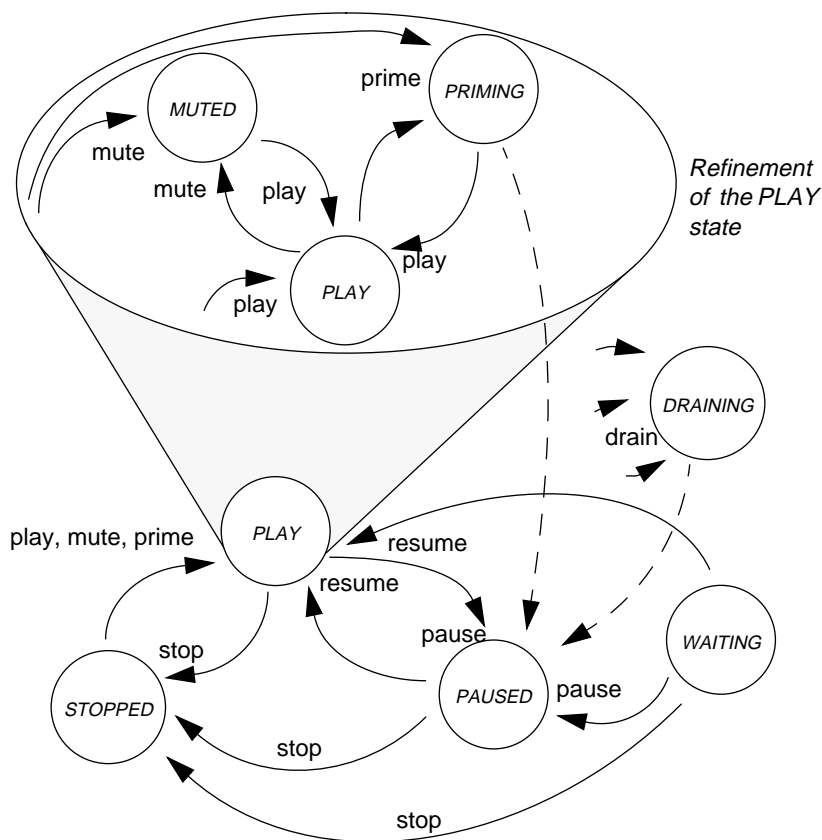 prime
PRIMING
MUTED
mute
mute
play
Refinement
of the PLAY
state
play
play
PLAY
DRAINING
drain
play, mute, prime
PLAY
resume
resume
pause
stop
WAITING
STOPPED
PAUSED
pause
stop
stop